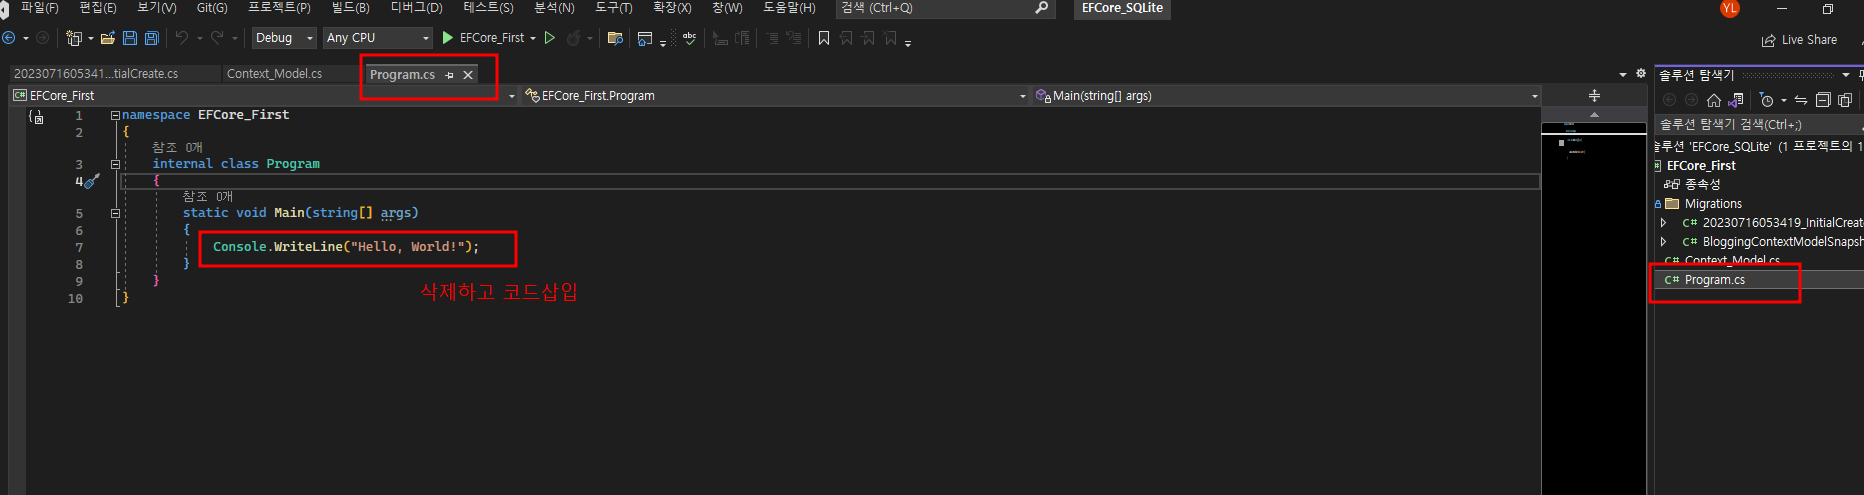 파일(F) 편집(E) 보기(V) Git(G) 프로젝트(P) 빌드(B) 디버그(D) 테스트(S) 분석(N) 도구(T) 확장(X) 창(W) 도움말(H) 검색 (Ctrl+Q) EFCore_SQLite YL
Debug Any CPU EFCore_First Live Share
2023071605341...tialCreate.cs Context_Model.cs Program.cs
EFCore_First EFCore_First.Program Main(string[] args)
1 namespace EFCore_First
2 {
참조 0개
3 internal class Program
4 {
참조 0개
5 static void Main(string[] args)
6 {
7 Console.WriteLine("Hello, World!");
8 }
9 }
10 }
삭제하고 코드삽입
솔루션 탐색기
솔루션 탐색기 검색(Ctrl+;)
솔루션 'EFCore_SQLite' (1 프로젝트의 1
EFCore_First
종속성
Migrations
C# 20230716053419_InitialCreate
C# BloggingContextModelSnapsh
C# Context_Model.cs
C# Program.cs